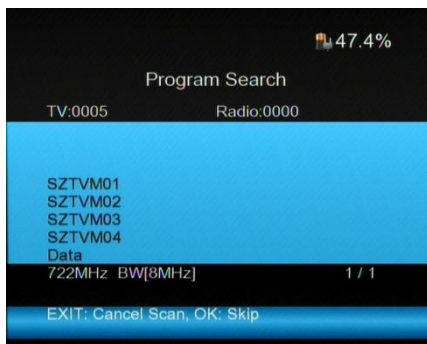 47.4%
Program Search
TV:0005 Radio:0000
SZTVM01
SZTVM02
SZTVM03
SZTVM04
Data
722MHz BW[8MHz] 1 / 1
EXIT: Cancel Scan, OK: Skip